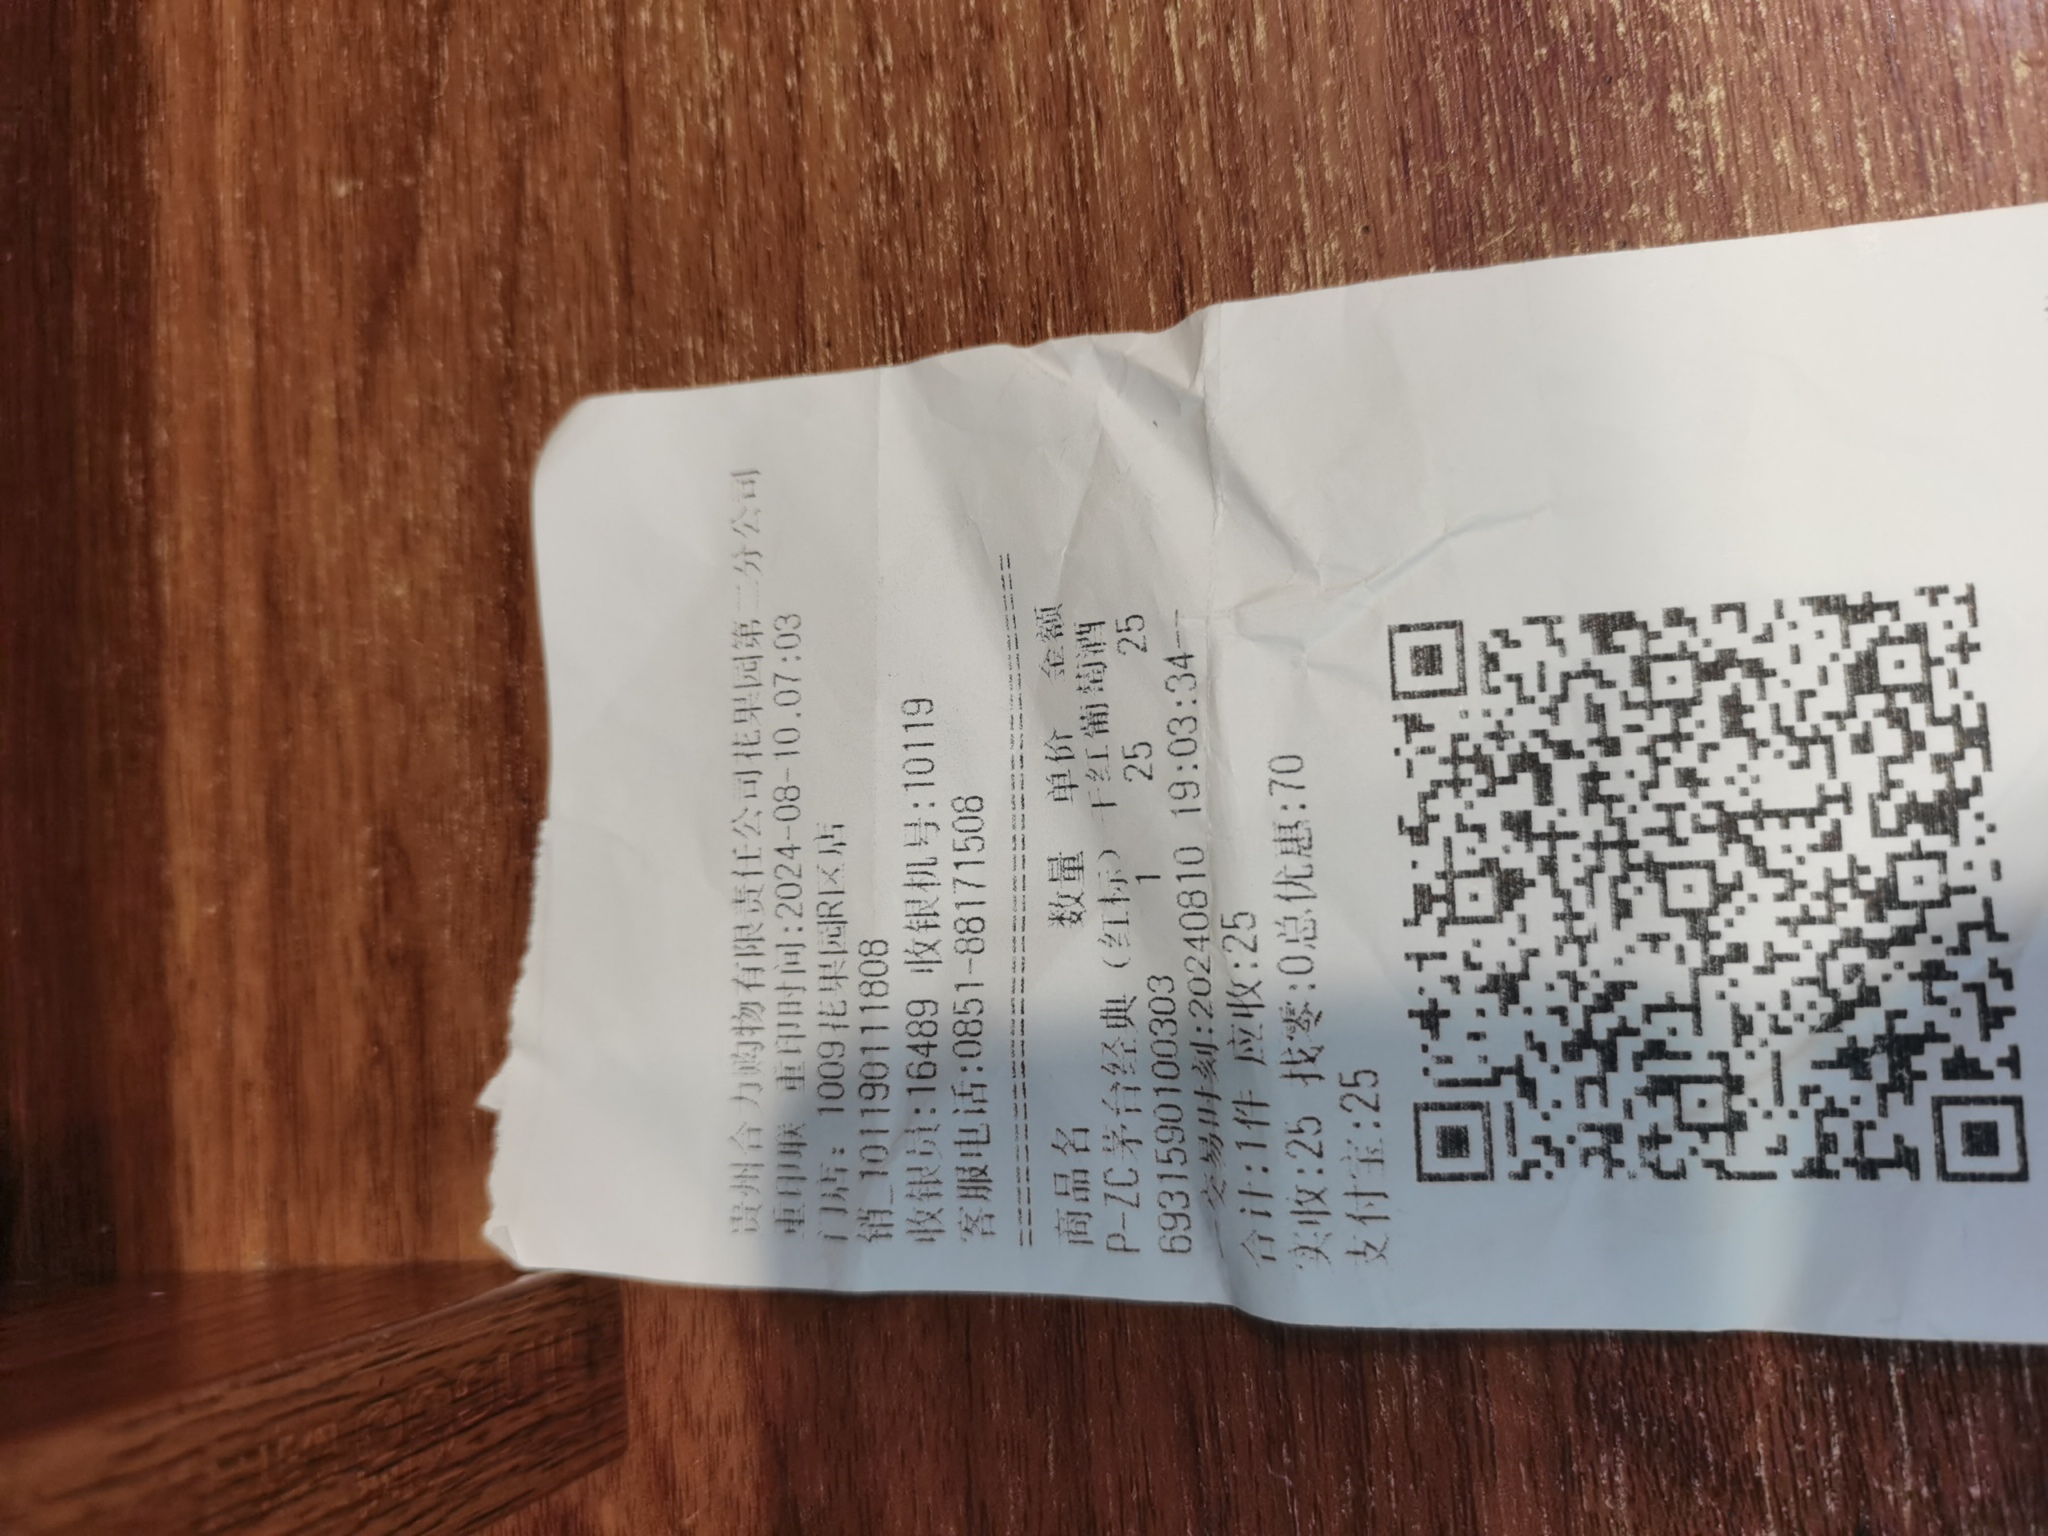 贵州合力购物有限责任公司花果园第二分公司
重印联 重印时间:2024-08-10.07:03
门店: 1009花果园R区店
销_101190111808
收银员:16489 收银机号:10119
客服电话:0851-88171508
商品名 数量 单价 金额
P-ZC茅台经典（红标）干红葡萄酒
6931590100303 1 25 25
--交易时刻:20240810 19:03:34--
合计:1件 应收:25
实收:25 找零:0总优惠:70
支付宝:25